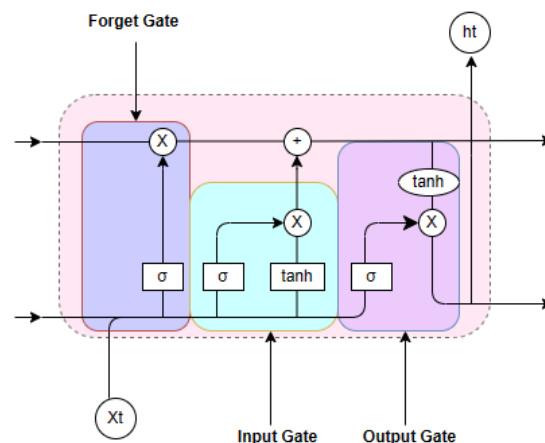 Forget Gate
ht
X
+
tanh
X
X
σ
σ
tanh
σ
Xt
Input Gate
Output Gate